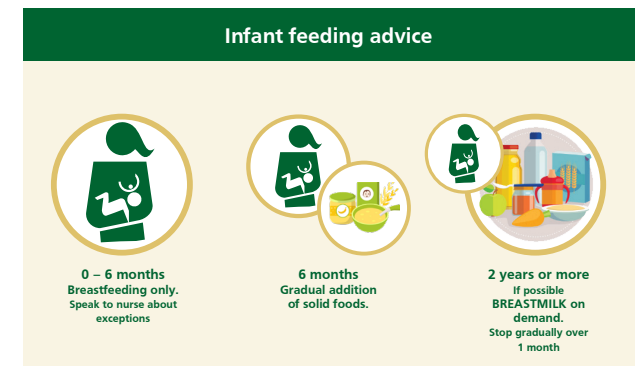 Infant feeding advice
0 – 6 months
Breastfeeding only.
Speak to nurse about
exceptions
6 months
Gradual addition
of solid foods.
2 years or more
If possible
BREASTMILK on
demand.
Stop gradually over
1 month